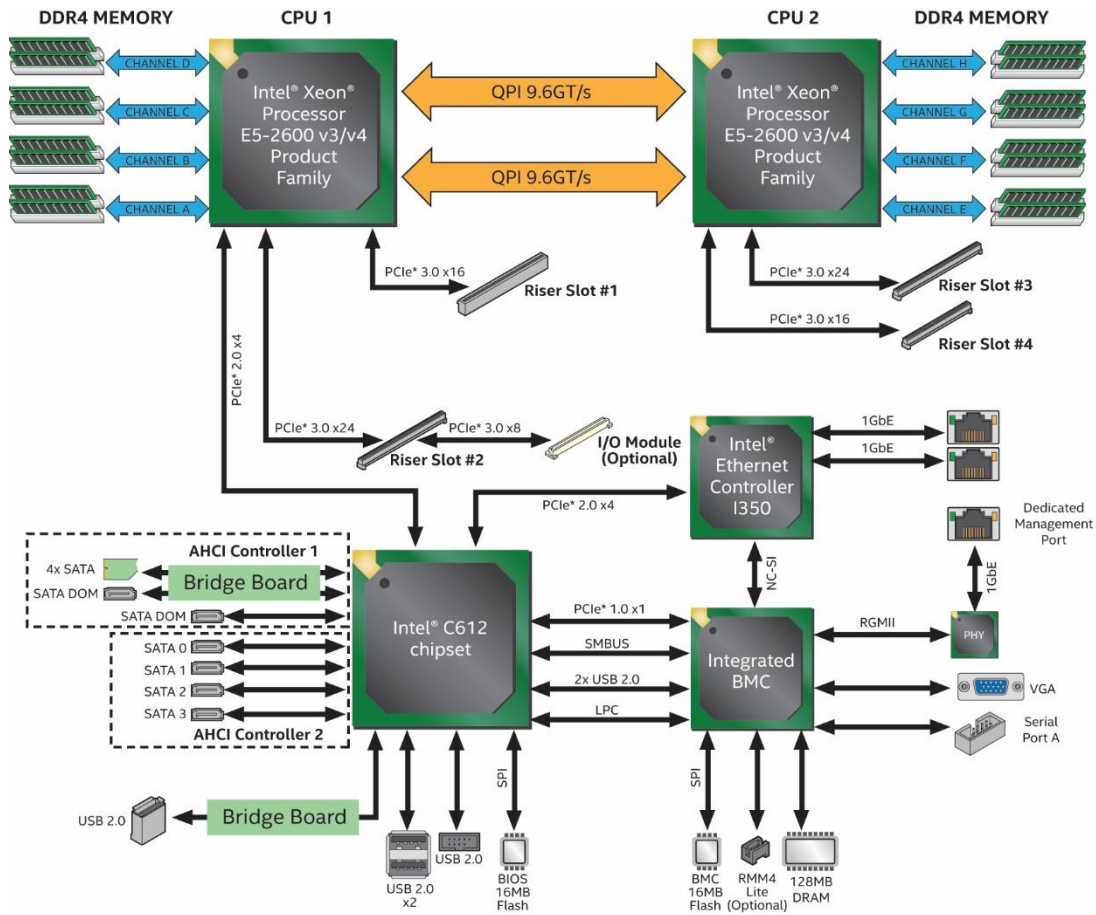 DDR4 MEMORY
CPU 1
CPU 2
DDR4 MEMORY
CHANNEL D
CHANNEL C
CHANNEL B
CHANNEL A
Intel® Xeon®
Processor
E5-2600 v3/v4
Product
Family
QPI 9.6GT/s
QPI 9.6GT/s
Intel® Xeon®
Processor
E5-2600 v3/v4
Product
Family
CHANNEL H
CHANNEL G
CHANNEL F
CHANNEL E
PCIe* 3.0 x16
Riser Slot #1
PCIe* 3.0 x24
Riser Slot #3
PCIe* 3.0 x16
Riser Slot #4
PCIe* 2.0 x4
PCIe* 3.0 x24
Riser Slot #2
PCIe* 3.0 x8
I/O Module
(Optional)
PCIe* 2.0 x4
Intel®
Ethernet
Controller
I350
1GbE
1GbE
Dedicated
Management
Port
1GbE
NC-SI
AHCI Controller 1
4x SATA
Bridge Board
SATA DOM
SATA DOM
SATA 0
SATA 1
SATA 2
SATA 3
AHCI Controller 2
Intel® C612
chipset
PCIe* 1.0 x1
SMBUS
2x USB 2.0
LPC
Integrated
BMC
RGMII
PHY
VGA
Serial
Port A
USB 2.0
Bridge Board
USB 2.0
x2
USB 2.0
SPI
BIOS
16MB
Flash
SPI
BMC
16MB
Flash
RMM4
Lite
(Optional)
128MB
DRAM